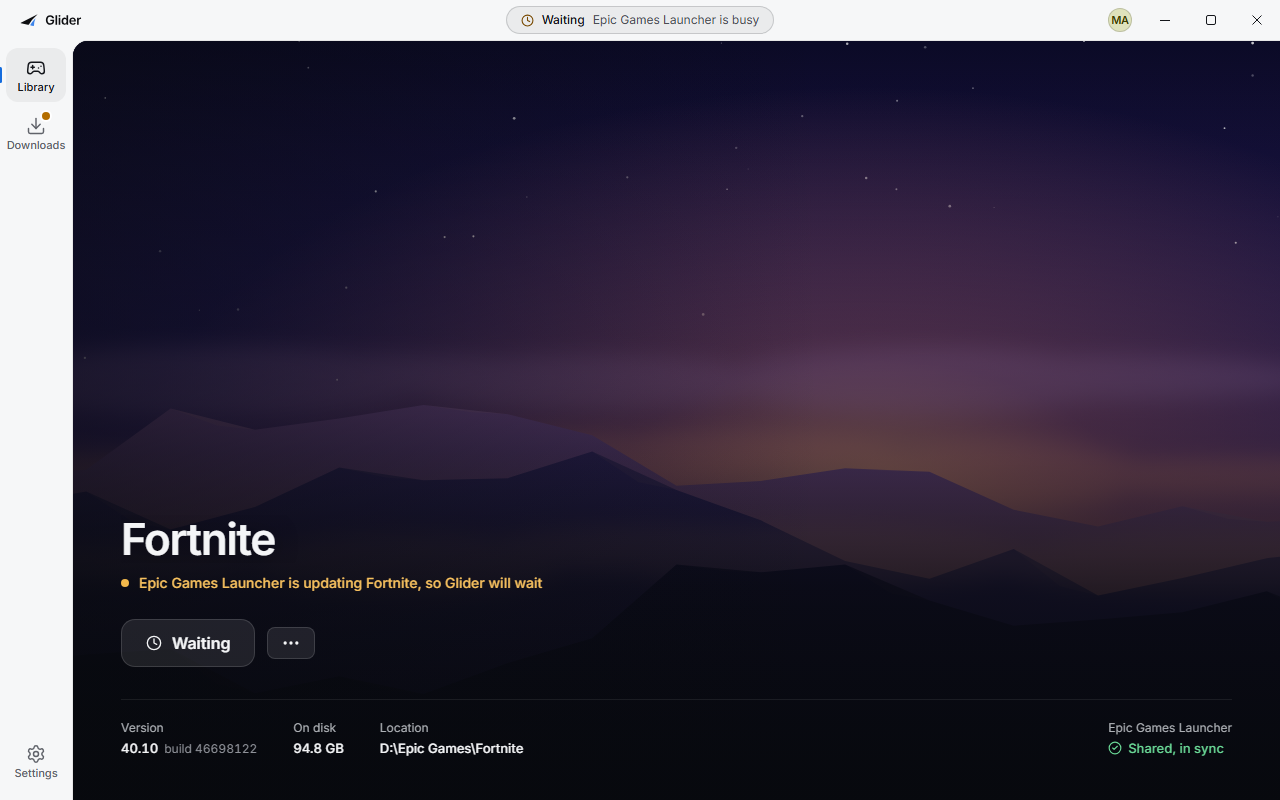 Glider
Waiting Epic Games Launcher is busy
MA
Library
Downloads
Fortnite
Epic Games Launcher is updating Fortnite, so Glider will wait
Waiting
Version
40.10 build 46698122
On disk
94.8 GB
Location
D:\Epic Games\Fortnite
Epic Games Launcher
Shared, in sync
Settings